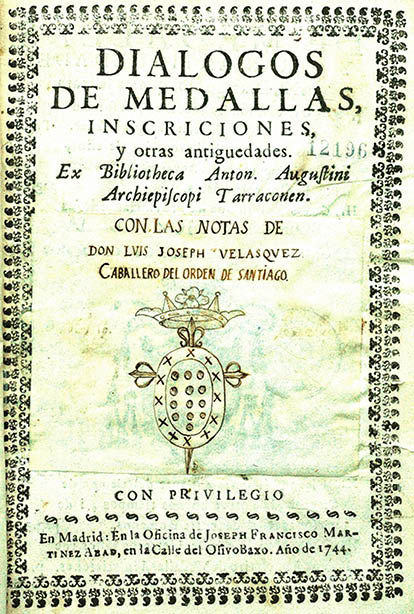 DIALOGOS
DE MEDALLAS,
INSCRICIONES,
y otras antiguedades.
12196
Ex Bibliotheca Anton. Augustini
Archiepiscopi Tarraconen.
CON LAS NOTAS DE
DON LUIS JOSEPH VELASQUEZ
CABALLERO DEL ORDEN DE SANTIAGO.
CON PRIVILEGIO
En Madrid: En la Oficina de JOSEPH FRANCISCO MAR-
TINEZ ABAD, en la Calle del Olivo Baxo. Año de 1744.